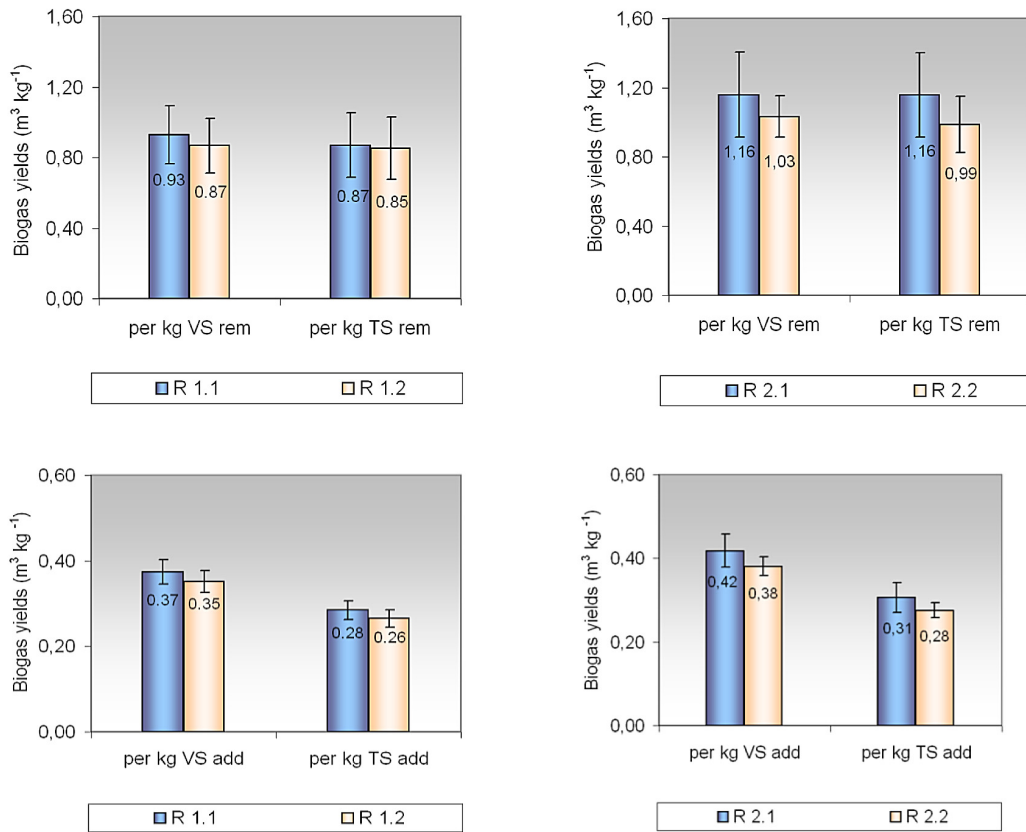 Biogas yields (m³ kg⁻¹)
1,60
1,20
0,80
0,40
0,00
0.93
0.87
0.87
0.85
per kg VS rem
per kg TS rem
R 1.1
R 1.2
Biogas yields (m³ kg⁻¹)
1,60
1,20
0,80
0,40
0,00
1,16
1,03
1,16
0,99
per kg VS rem
per kg TS rem
R 2.1
R 2.2
Biogas yields (m³ kg ⁻¹)
0,60
0,40
0,20
0,00
0.37
0.35
0.28
0.26
per kg VS add
per kg TS add
R 1.1
R 1.2
Biogas yields (m³ kg ⁻¹)
0,60
0,40
0,20
0,00
0,42
0,38
0,31
0,28
per kg VS add
per kg TS add
R 2.1
R 2.2